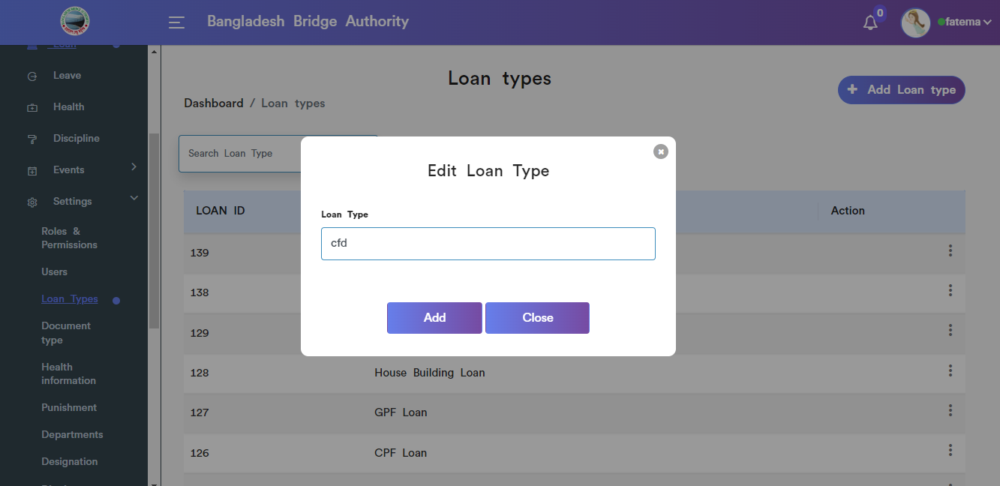 Bangladesh Bridge Authority
0
fatema
Loan
Leave
Health
Discipline
Events
Settings
Roles &
Permissions
Users
Loan Types
Document
type
Health
information
Punishment
Departments
Designation
Loan types
Dashboard / Loan types
Add Loan type
Search Loan Type
LOAN ID
Action
139
138
129
128
House Building Loan
127
GPF Loan
126
CPF Loan
Edit Loan Type
Loan Type
cfd
Add
Close